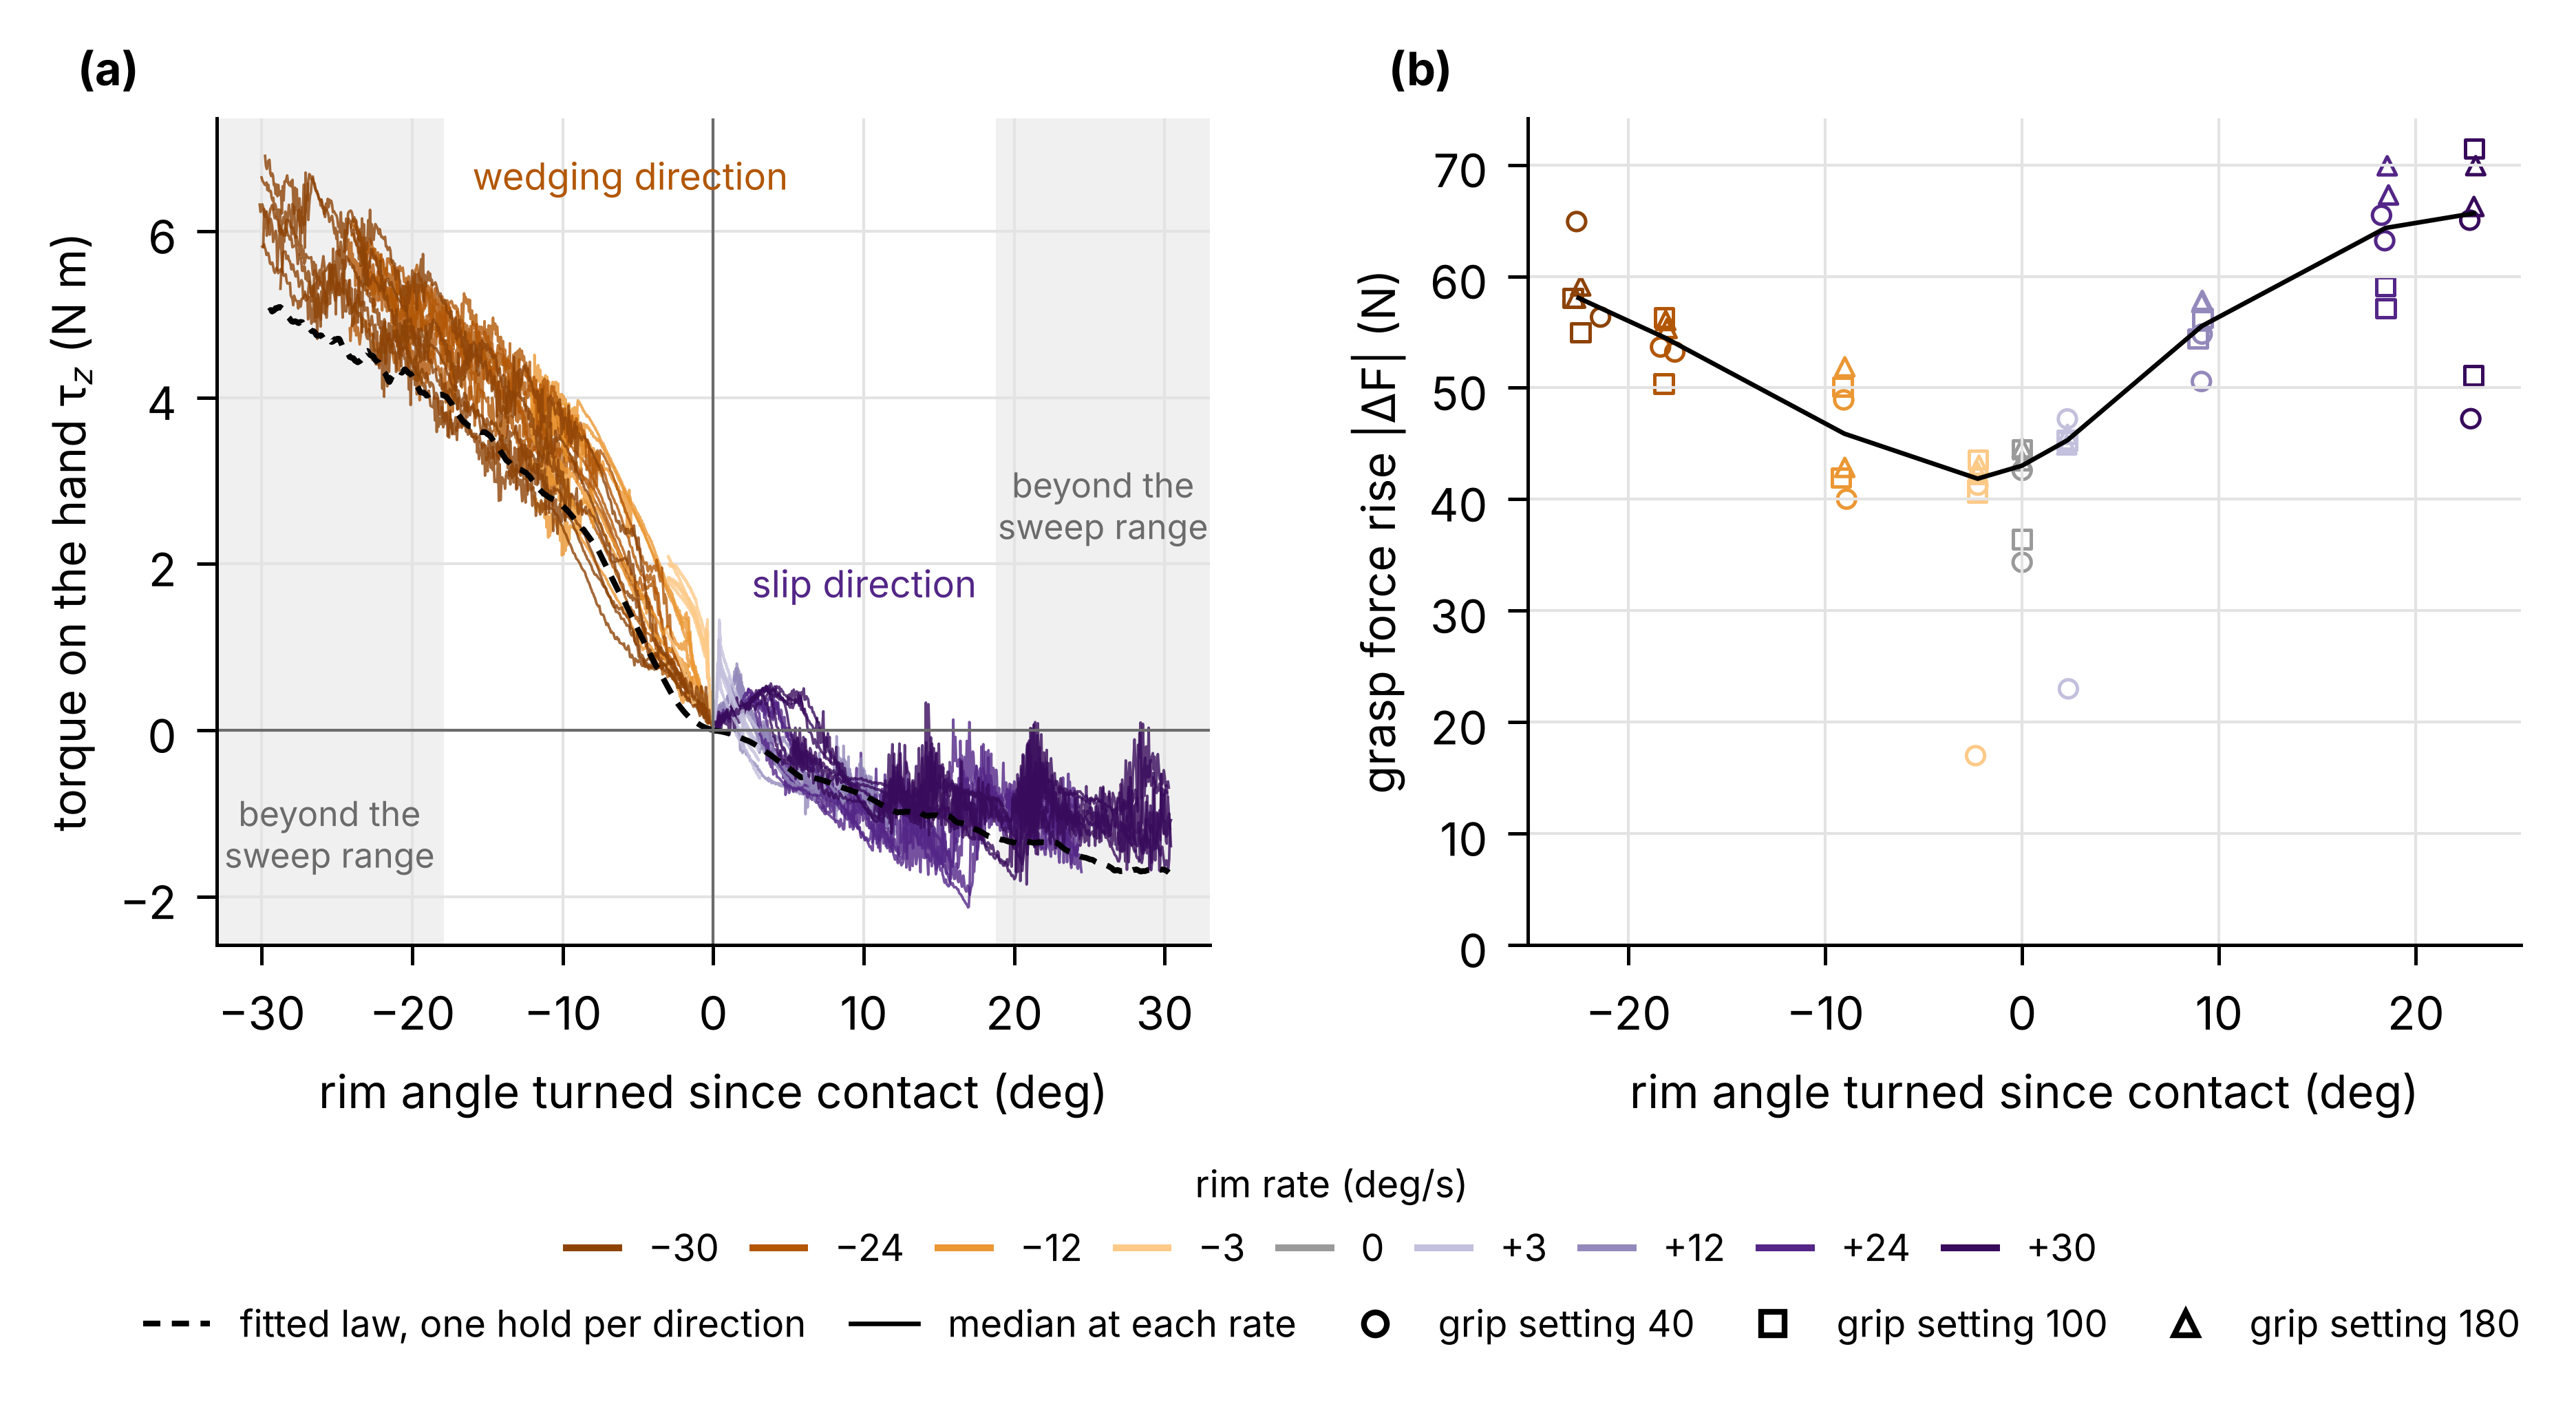 (a)
(b)
torque on the hand τz (N m)
6
4
2
0
−2
wedging direction
slip direction
beyond the
sweep range
beyond the
sweep range
−30
−20
−10
0
10
20
30
rim angle turned since contact (deg)
grasp force rise |ΔF| (N)
70
60
50
40
30
20
10
0
−20
−10
0
10
20
rim angle turned since contact (deg)
rim rate (deg/s)
−30 −24 −12 −3 0 +3 +12 +24 +30
fitted law, one hold per direction median at each rate grip setting 40 grip setting 100 grip setting 180